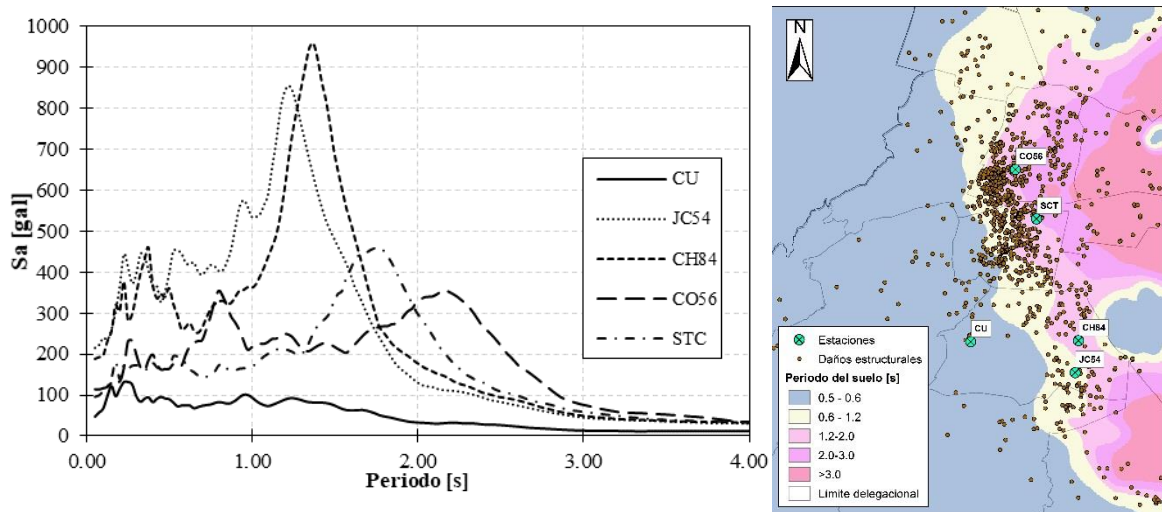 1000
900
800
700
600
500
400
300
200
100
0
Sa [gal]
0.00 1.00 2.00 3.00 4.00
Periodo [s]
CU
JC54
CH84
CO56
STC
N
CO56
SCT
CU
CH84
JC54
Estaciones
Daños estructurales
Periodo del suelo [s]
0.5 - 0.6
0.6 - 1.2
1.2-2.0
2.0-3.0
>3.0
Límite delegacional